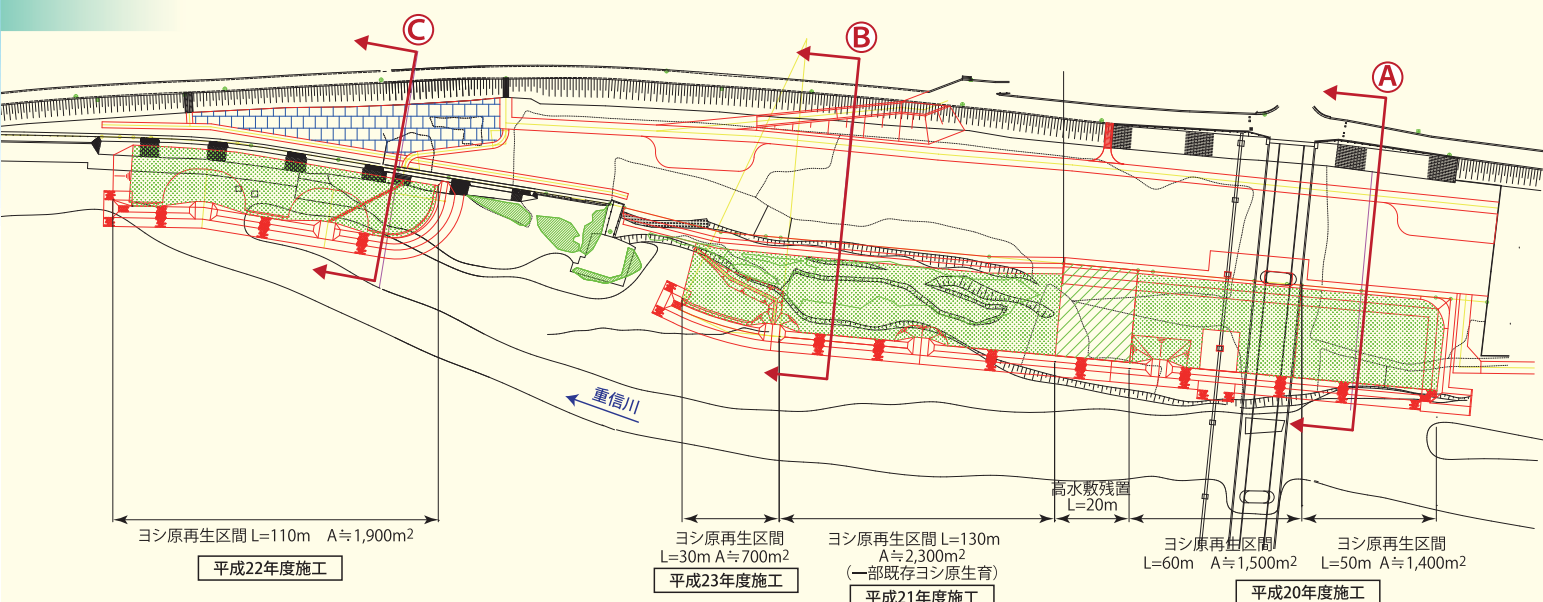 Ⓒ
Ⓑ
Ⓐ
重信川
高水敷残置
L=20m
ヨシ原再生区間 L=110m A≒1,900m²
平成22年度施工
ヨシ原再生区間
L=30m A≒700m²
平成23年度施工
ヨシ原再生区間 L=130m
A≒2,300m²
(一部既存ヨシ原生育)
平成21年度施工
ヨシ原再生区間
L=60m A≒1,500m²
ヨシ原再生区間
L=50m A≒1,400m²
平成20年度施工